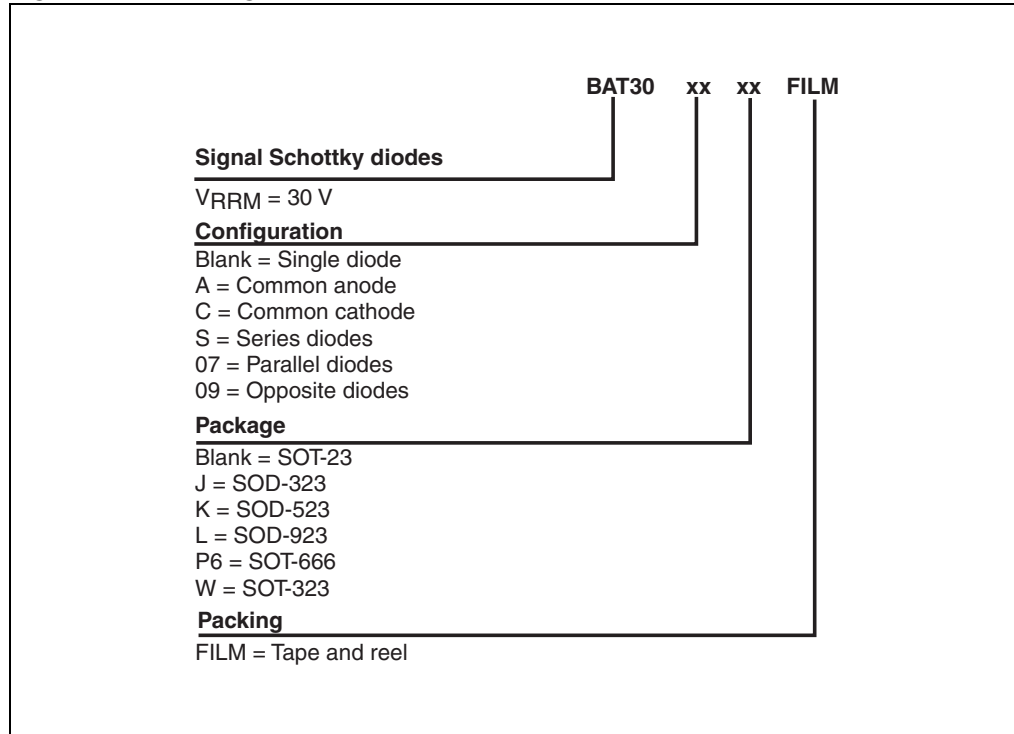 BAT30 xx xx FILM
Signal Schottky diodes
VRRM = 30 V
Configuration
Blank = Single diode
A = Common anode
C = Common cathode
S = Series diodes
07 = Parallel diodes
09 = Opposite diodes
Package
Blank = SOT-23
J = SOD-323
K = SOD-523
L = SOD-923
P6 = SOT-666
W = SOT-323
Packing
FILM = Tape and reel